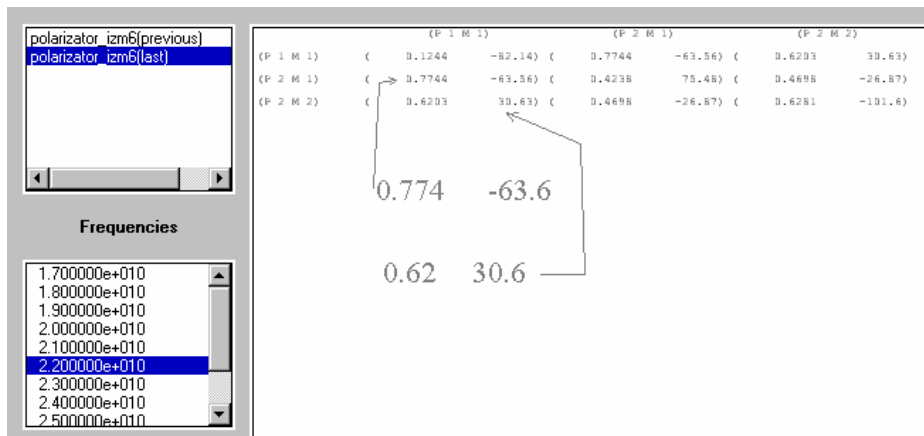 polarizator_izm6(previous)
polarizator_izm6(last)
Frequencies
1.700000e+010
1.800000e+010
1.900000e+010
2.000000e+010
2.100000e+010
2.200000e+010
2.300000e+010
2.400000e+010
2.500000e+010
(P 1 M 1) (P 2 M 1) (P 2 M 2)
(P 1 M 1) ( 0.1244 -82.14) ( 0.7744 -63.56) ( 0.6203 30.63)
(P 2 M 1) ( 0.7744 -63.56) ( 0.4238 75.48) ( 0.4698 -26.87)
(P 2 M 2) ( 0.6203 30.63) ( 0.4698 -26.87) ( 0.6281 -101.6)
0.774 -63.6
0.62 30.6